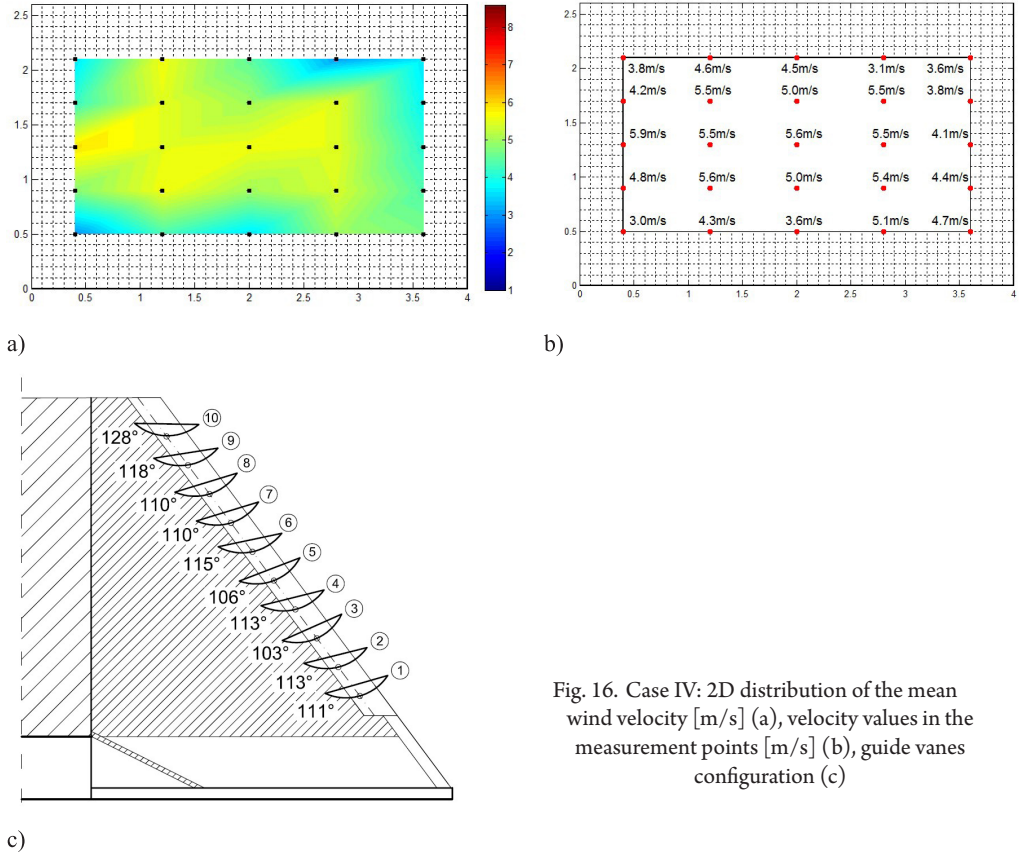 2.5
2
1.5
1
0.5
0
0 0.5 1 1.5 2 2.5 3 3.5 4
8
7
6
5
4
3
2
1
a)
2.5
2
1.5
1
0.5
0
3.8m/s 4.6m/s 4.5m/s 3.1m/s 3.6m/s
4.2m/s 5.5m/s 5.0m/s 5.5m/s 3.8m/s
5.9m/s 5.5m/s 5.6m/s 5.5m/s 4.1m/s
4.8m/s 5.6m/s 5.0m/s 5.4m/s 4.4m/s
3.0m/s 4.3m/s 3.6m/s 5.1m/s 4.7m/s
0 0.5 1 1.5 2 2.5 3 3.5 4
b)
128° 10
118° 9
110° 8
110° 7
115° 6
106° 5
113° 4
103° 3
113° 2
111° 1
c)
Fig. 16. Case IV: 2D distribution of the mean
wind velocity [m/s] (a), velocity values in the
measurement points [m/s] (b), guide vanes
configuration (c)